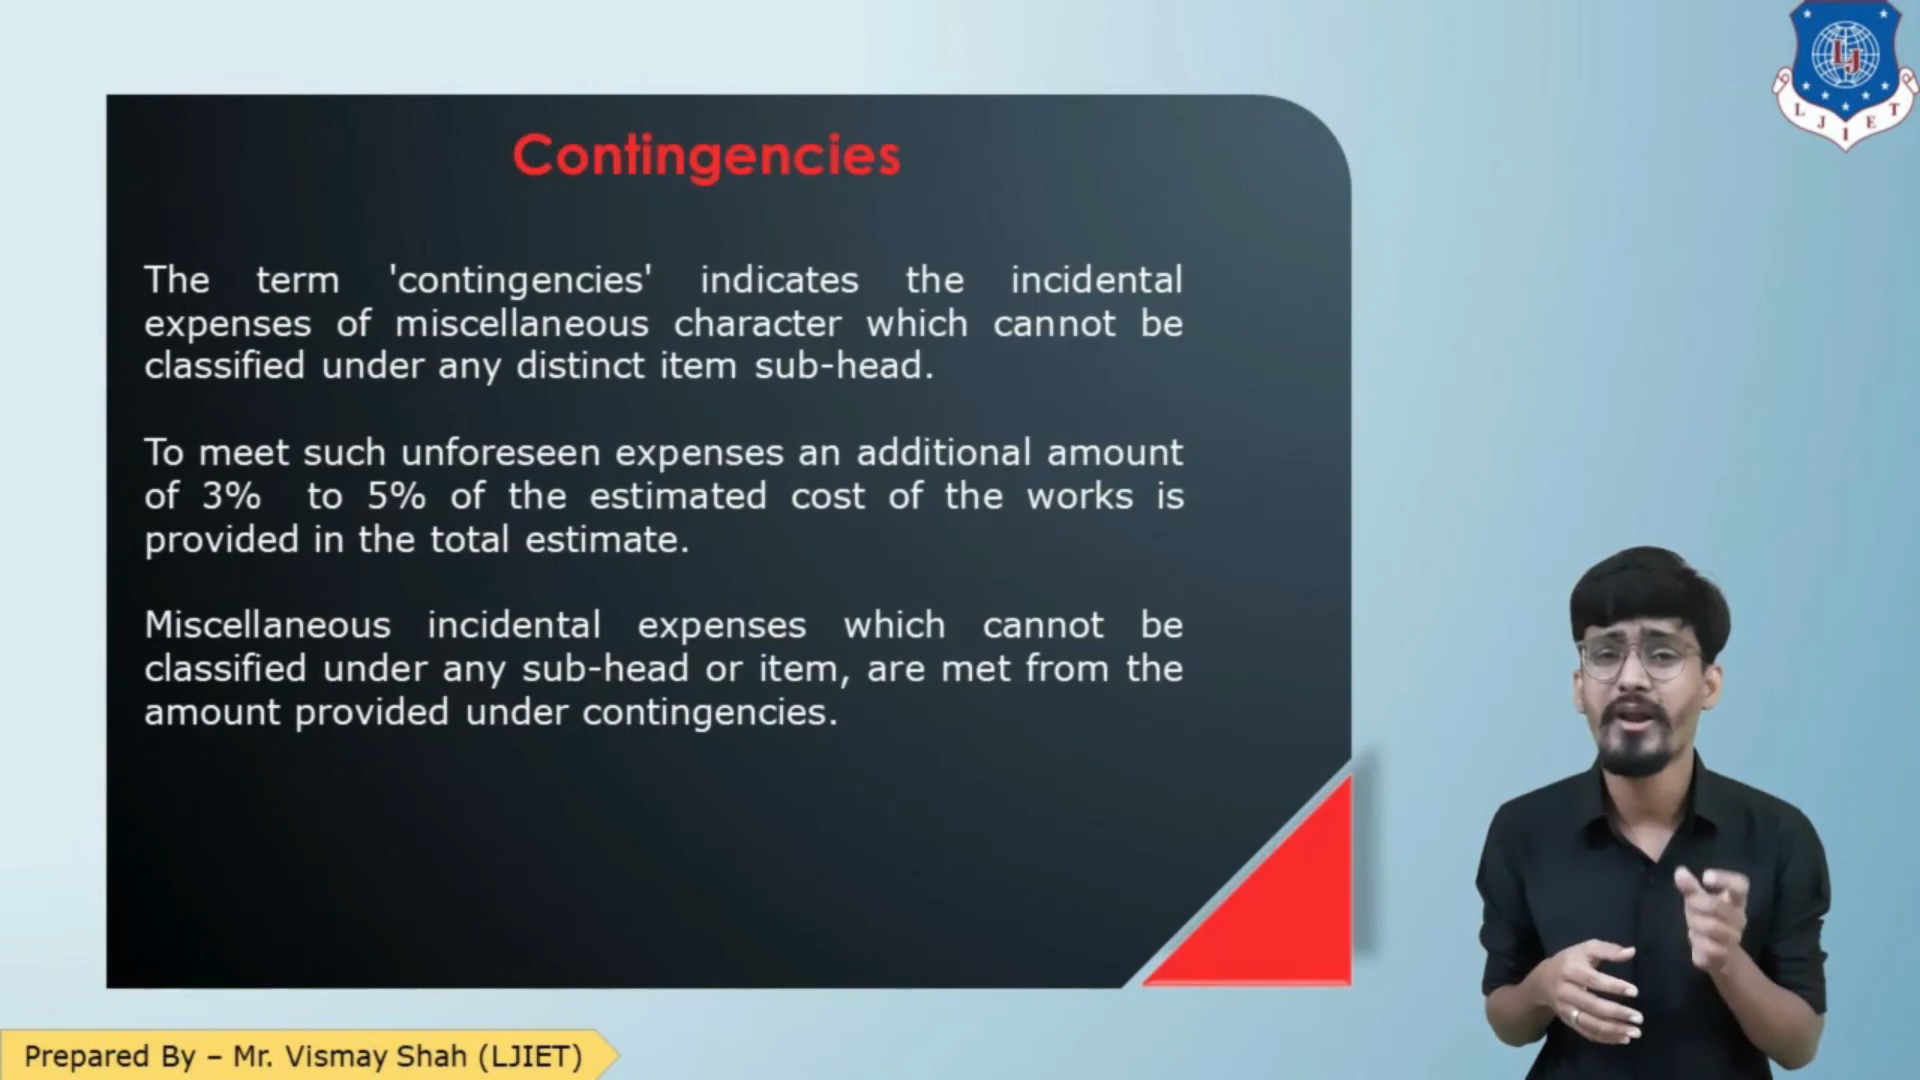 LJ
LJIET
Contingencies
The term 'contingencies' indicates the incidental
expenses of miscellaneous character which cannot be
classified under any distinct item sub-head.
To meet such unforeseen expenses an additional amount
of 3% to 5% of the estimated cost of the works is
provided in the total estimate.
Miscellaneous incidental expenses which cannot be
classified under any sub-head or item, are met from the
amount provided under contingencies.
Prepared By – Mr. Vismay Shah (LJIET)